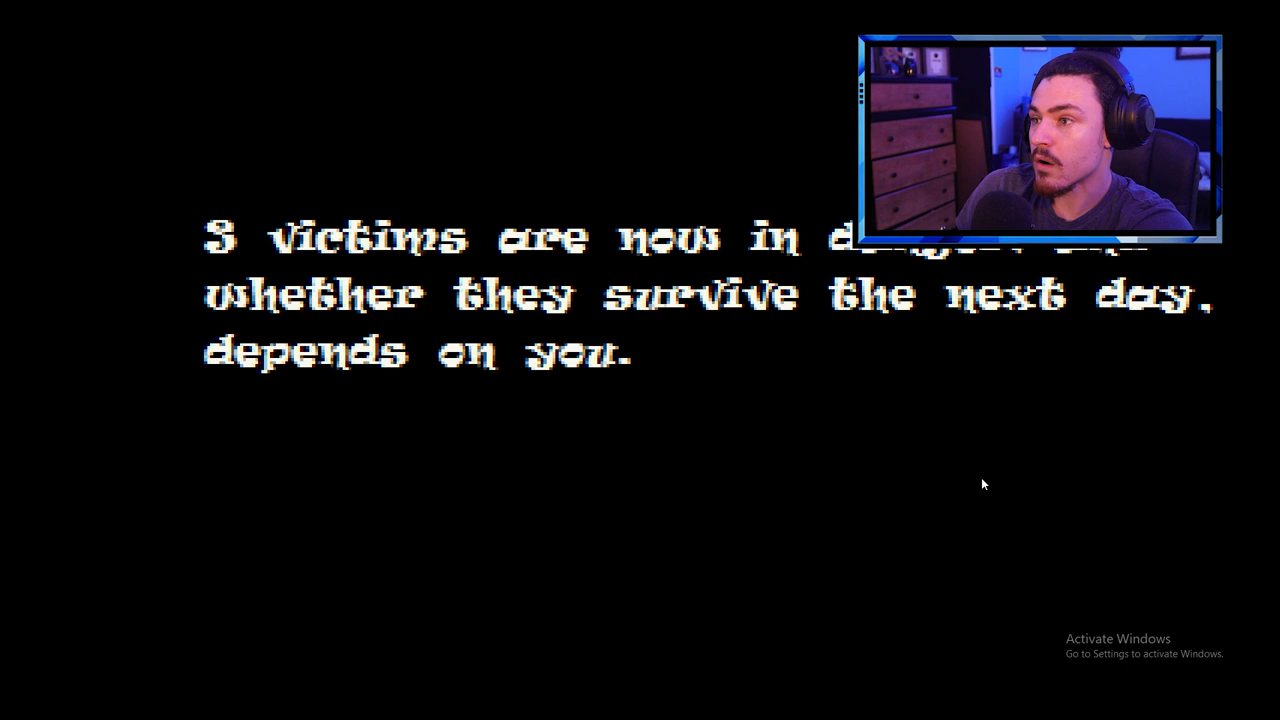 3 victims are now in
whether they survive the next day,
depends on you.
Activate Windows
Go to Settings to activate Windows.